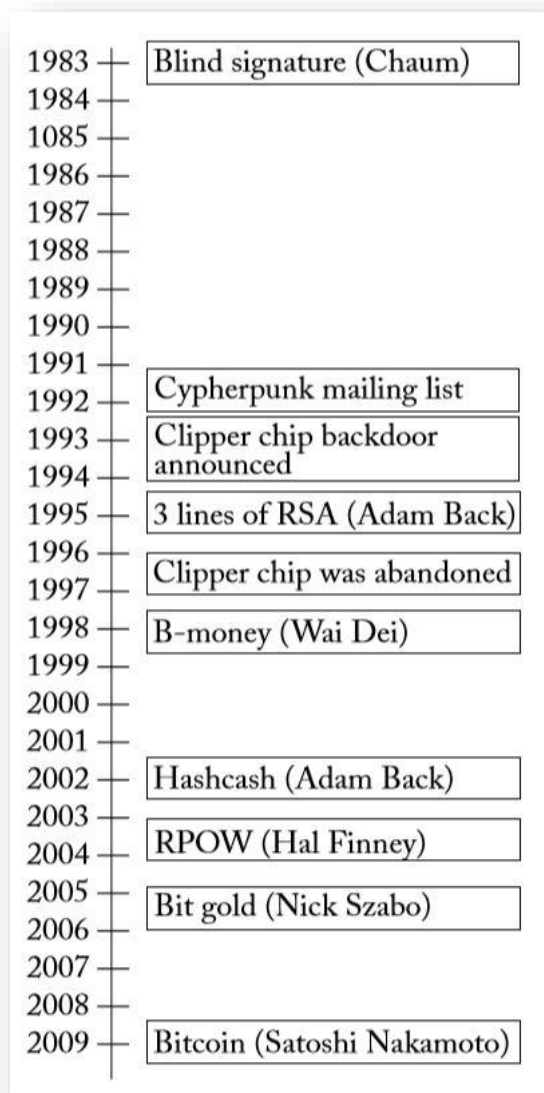 1983 Blind signature (Chaum)
1984
1085
1986
1987
1988
1989
1990
1991
1992 Cypherpunk mailing list
1993 Clipper chip backdoor
announced
1994
1995 3 lines of RSA (Adam Back)
1996
Clipper chip was abandoned
1997
1998 B-money (Wai Dei)
1999
2000
2001
2002 Hashcash (Adam Back)
2003
2004 RPOW (Hal Finney)
2005
Bit gold (Nick Szabo)
2006
2007
2008
2009 Bitcoin (Satoshi Nakamoto)